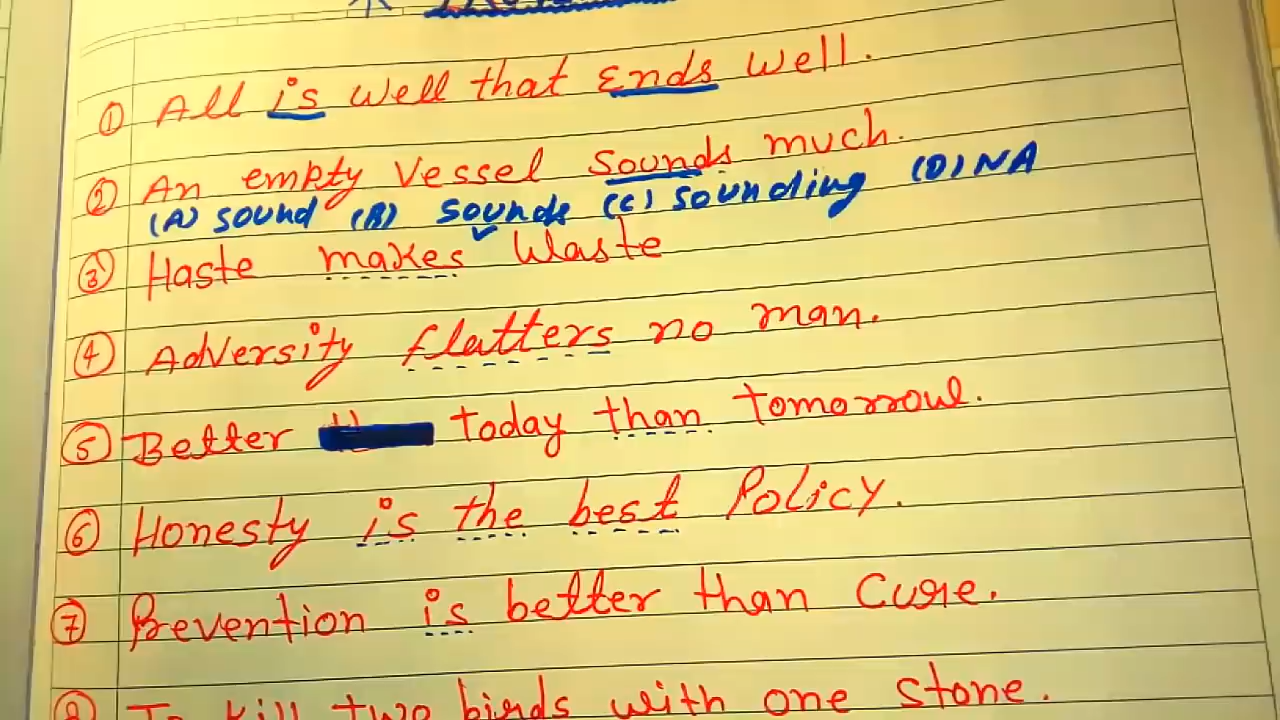 ① All is well that Ends well.
② An empty Vessel sounds much.
(A) sound (B) sounds (C) sounding (D) NA
③ Haste makes Waste
④ Adversity flatters no man.
⑤ Better today than tomorrow.
⑥ Honesty is the best Policy.
⑦ Prevention is better than Cure.
⑧ To kill two birds with one stone.